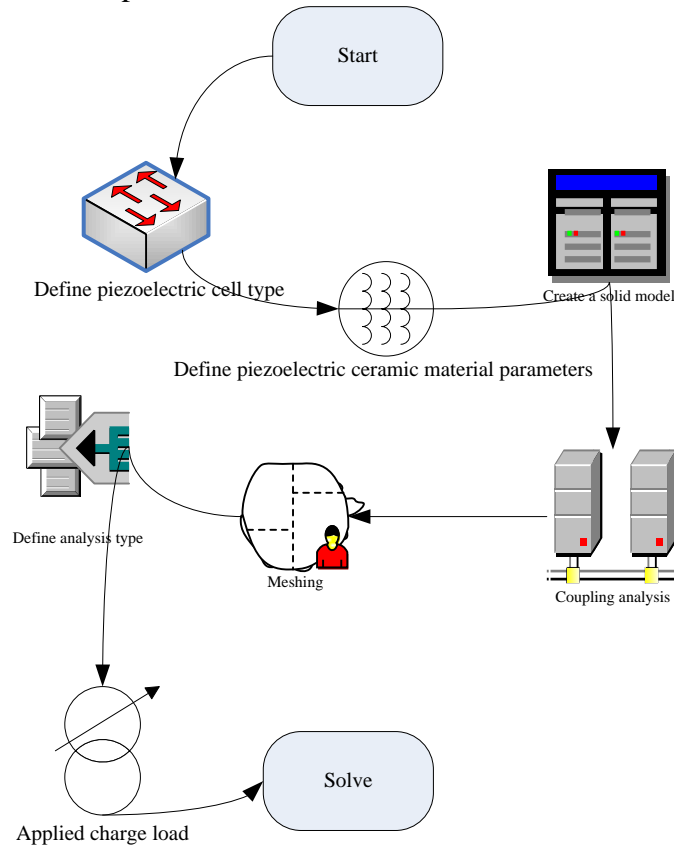 Start
Define piezoelectric cell type
Create a solid model
Define piezoelectric ceramic material parameters
Define analysis type
Meshing
Coupling analysis
Solve
Applied charge load